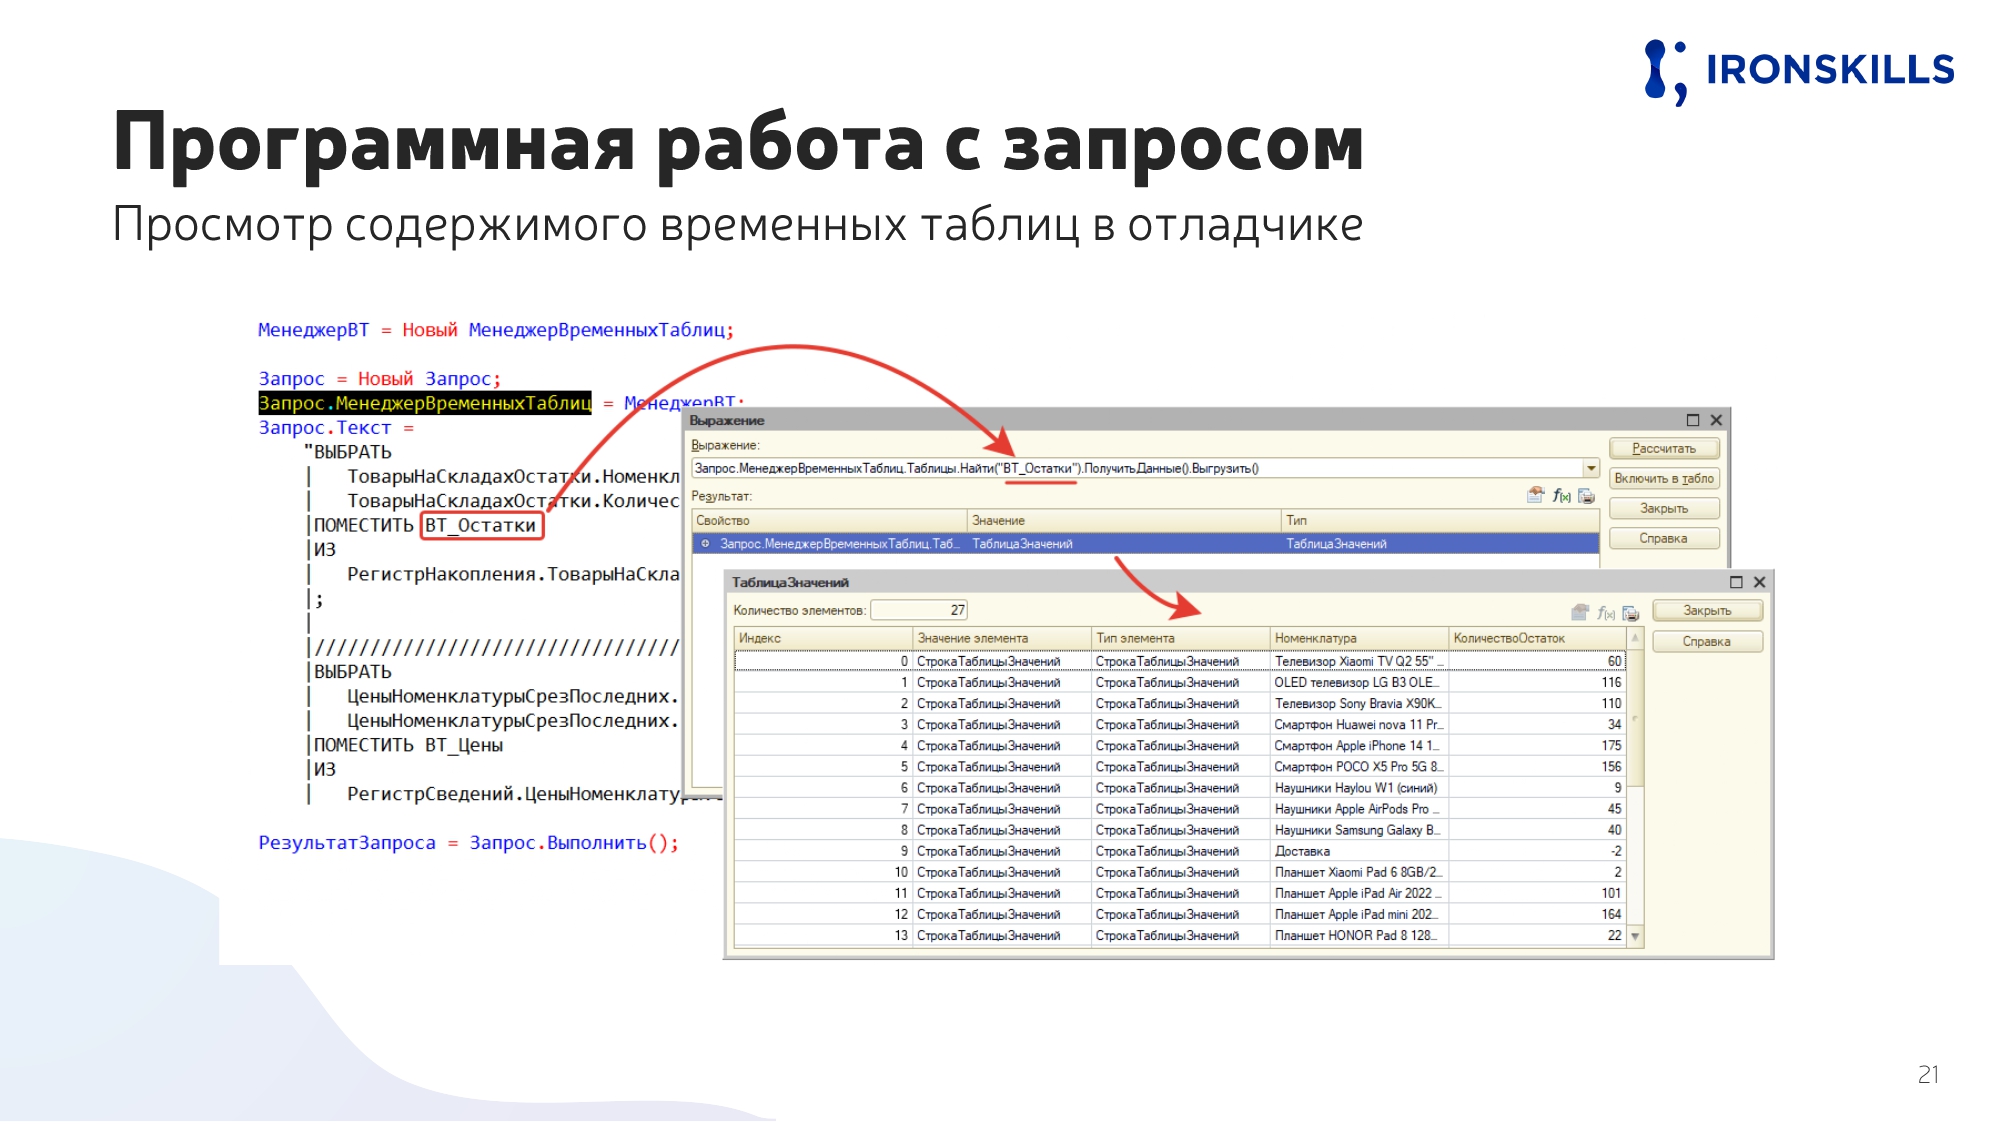 IRONSKILLS
Программная работа с запросом
Просмотр содержимого временных таблиц в отладчике
МенеджерВТ = Новый МенеджерВременныхТаблиц;
Запрос = Новый Запрос;
Запрос.МенеджерВременныхТаблиц = МенеджерВТ;
Запрос.Текст =
"ВЫБРАТЬ
| ТоварыНаСкладахОстатки.Номенкл
| ТоварыНаСкладахОстатки.Количес
|ПОМЕСТИТЬ ВТ_Остатки
|ИЗ
| РегистрНакопления.ТоварыНаСкла
|;
|
|/////////////////////////////////
|ВЫБРАТЬ
| ЦеныНоменклатурыСрезПоследних.
| ЦеныНоменклатурыСрезПоследних.
|ПОМЕСТИТЬ ВТ_Цены
|ИЗ
| РегистрСведений.ЦеныНоменклатуры
РезультатЗапроса = Запрос.Выполнить();
Выражение
Выражение:
Запрос.МенеджерВременныхТаблиц.Таблицы.Найти("ВТ_Остатки").ПолучитьДанные().Выгрузить()
Результат:
Свойство Значение Тип
Запрос.МенеджерВременныхТаблиц.Таб... ТаблицаЗначений ТаблицаЗначений
Рассчитать
Включить в табло
Закрыть
Справка
ТаблицаЗначений
Количество элементов: 27
Закрыть
Справка
Индекс Значение элемента Тип элемента Номенклатура КоличествоОстаток
0 СтрокаТаблицыЗначений СтрокаТаблицыЗначений Телевизор Xiaomi TV Q2 55" ... 60
1 СтрокаТаблицыЗначений СтрокаТаблицыЗначений OLED телевизор LG B3 OLE... 116
2 СтрокаТаблицыЗначений СтрокаТаблицыЗначений Телевизор Sony Bravia X90K... 110
3 СтрокаТаблицыЗначений СтрокаТаблицыЗначений Смартфон Huawei nova 11 Pr... 34
4 СтрокаТаблицыЗначений СтрокаТаблицыЗначений Смартфон Apple iPhone 14 1... 175
5 СтрокаТаблицыЗначений СтрокаТаблицыЗначений Смартфон POCO X5 Pro 5G 8... 156
6 СтрокаТаблицыЗначений СтрокаТаблицыЗначений Наушники Haylou W1 (синий) 9
7 СтрокаТаблицыЗначений СтрокаТаблицыЗначений Наушники Apple AirPods Pro ... 45
8 СтрокаТаблицыЗначений СтрокаТаблицыЗначений Наушники Samsung Galaxy B... 40
9 СтрокаТаблицыЗначений СтрокаТаблицыЗначений Доставка -2
10 СтрокаТаблицыЗначений СтрокаТаблицыЗначений Планшет Xiaomi Pad 6 8GB/2... 2
11 СтрокаТаблицыЗначений СтрокаТаблицыЗначений Планшет Apple iPad Air 2022 ... 101
12 СтрокаТаблицыЗначений СтрокаТаблицыЗначений Планшет Apple iPad mini 202... 164
13 СтрокаТаблицыЗначений СтрокаТаблицыЗначений Планшет HONOR Pad 8 128... 22
21